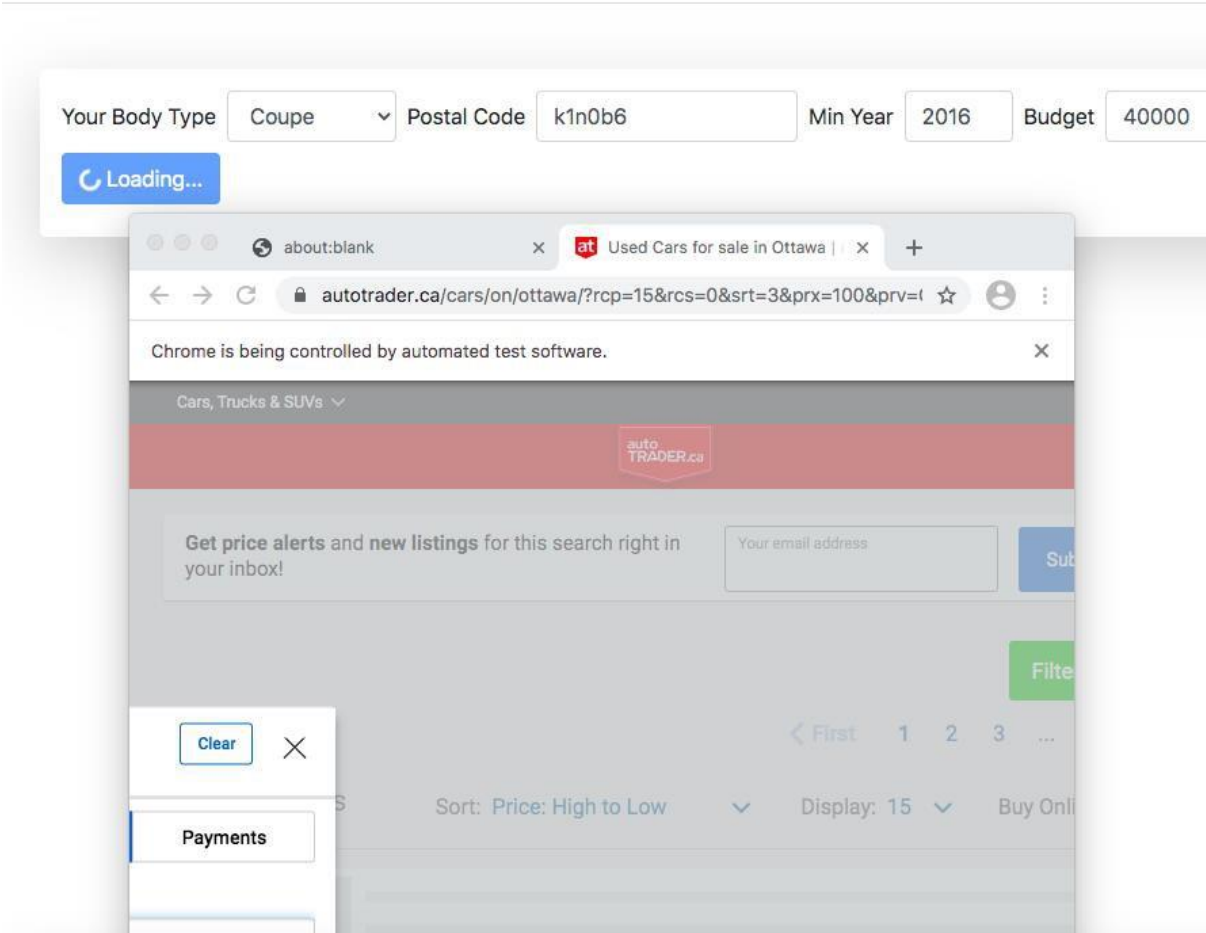 Your Body Type Coupe Postal Code k1n0b6 Min Year 2016 Budget 40000
Loading...
about:blank Used Cars for sale in Ottawa |
autotrader.ca/cars/on/ottawa/?rcp=15&rcs=0&srt=3&prx=100&prv=
Chrome is being controlled by automated test software.
Cars, Trucks & SUVs
auto
TRADER.ca
Get price alerts and new listings for this search right in
your inbox!
Your email address
Sub
Filte
Clear
First 1 2 3 ...
S Sort: Price: High to Low Display: 15 Buy Onli
Payments